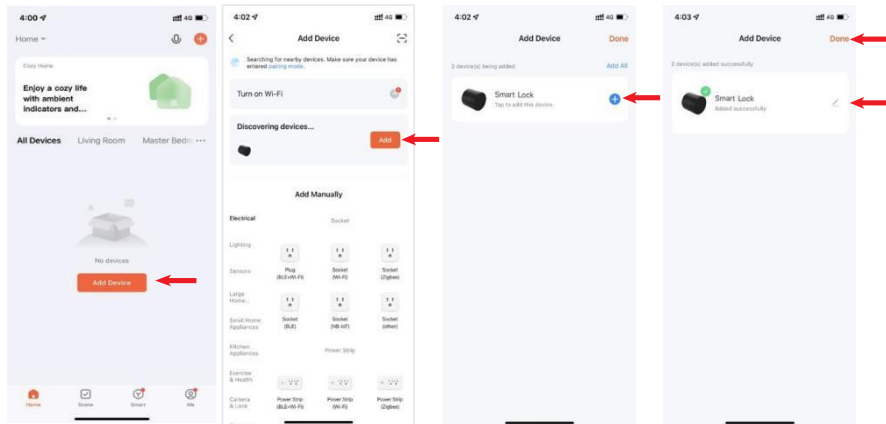 4:00
4G
Home
Cozy Home
Enjoy a cozy life
with ambient
indicators and...
All Devices Living Room Master Bedr
No devices
Add Device
Home Scene Smart Me
4:02
4G
Add Device
Searching for nearby devices. Make sure your device has
entered pairing mode.
Turn on Wi-Fi
Discovering devices...
Add
Add Manually
Electrical
Socket
Lighting
Sensors
Plug
(BLE+Wi-Fi)
Socket
(Wi-Fi)
Socket
(Zigbee)
Large
Home...
Small Home
Appliances
Socket
(BLE)
Socket
(NB-IoT)
Socket
(other)
Kitchen
Appliances
Power Strip
Exercise
& Health
Camera
& Lock
Power Strip
(BLE+Wi-Fi)
Power Strip
(Wi-Fi)
Power Strip
(Zigbee)
4:02
4G
Add Device Done
2 device(s) being added Add All
Smart Lock
Tap to add this device
4:03
4G
Add Device Done
2 device(s) added successfully
Smart Lock
Added successfully